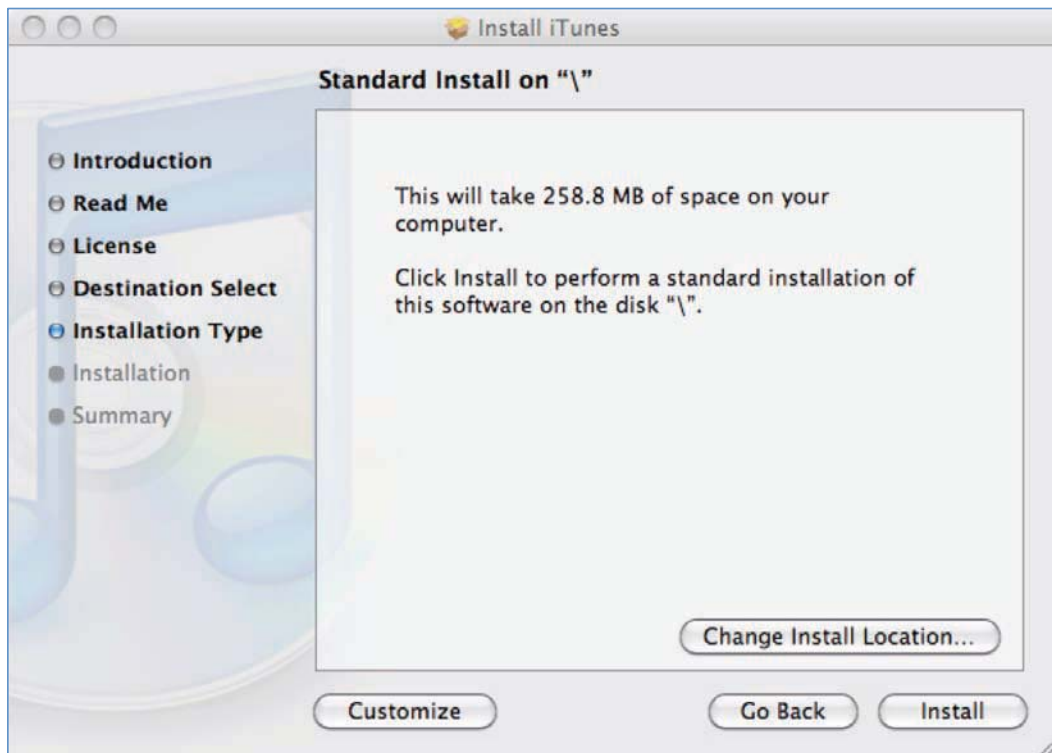 Install iTunes
Standard Install on “\”
Introduction
Read Me
License
Destination Select
Installation Type
Installation
Summary
This will take 258.8 MB of space on your
computer.
Click Install to perform a standard installation of
this software on the disk “\”.
Change Install Location...
Customize
Go Back
Install